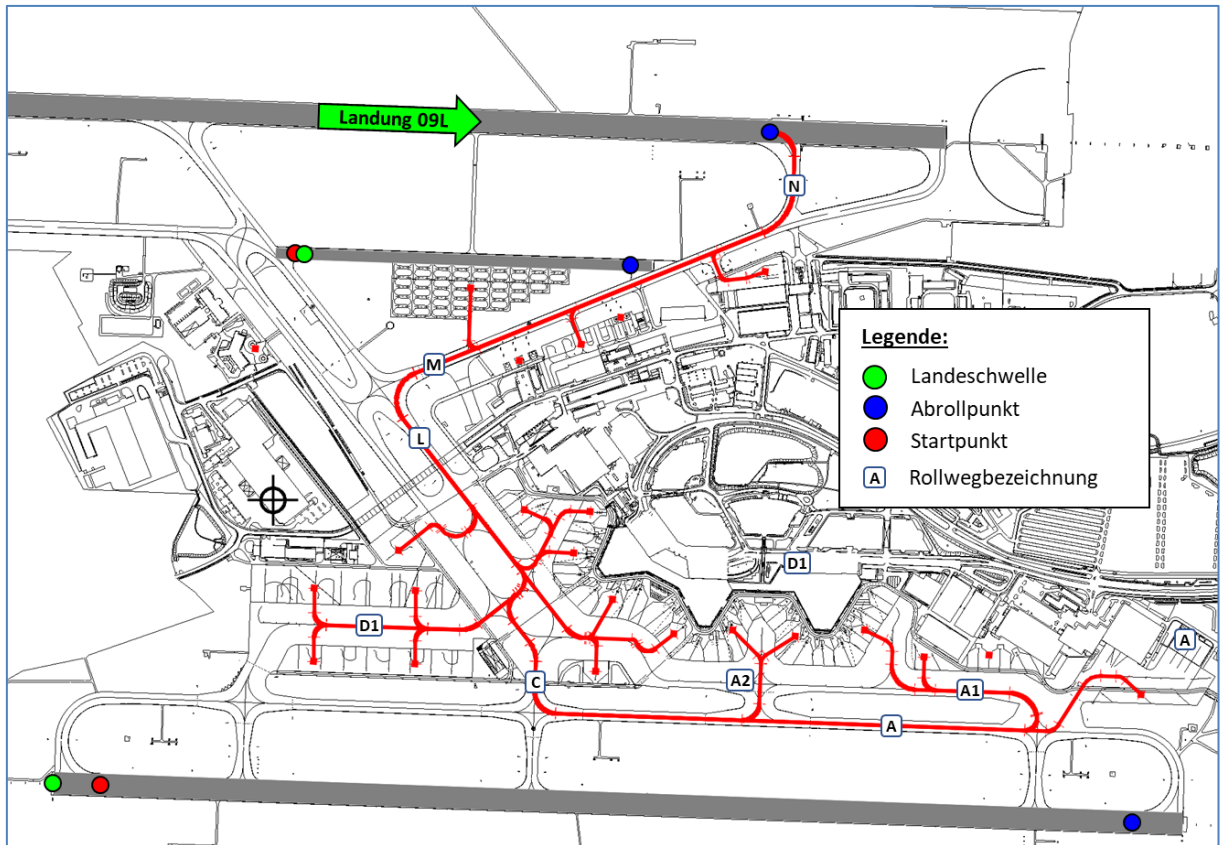 Landung 09L
N
M
L
Legende:
Landeschwelle
Abrollpunkt
Startpunkt
A Rollwegbezeichnung
D1
D1
A
C
A2
A1
A